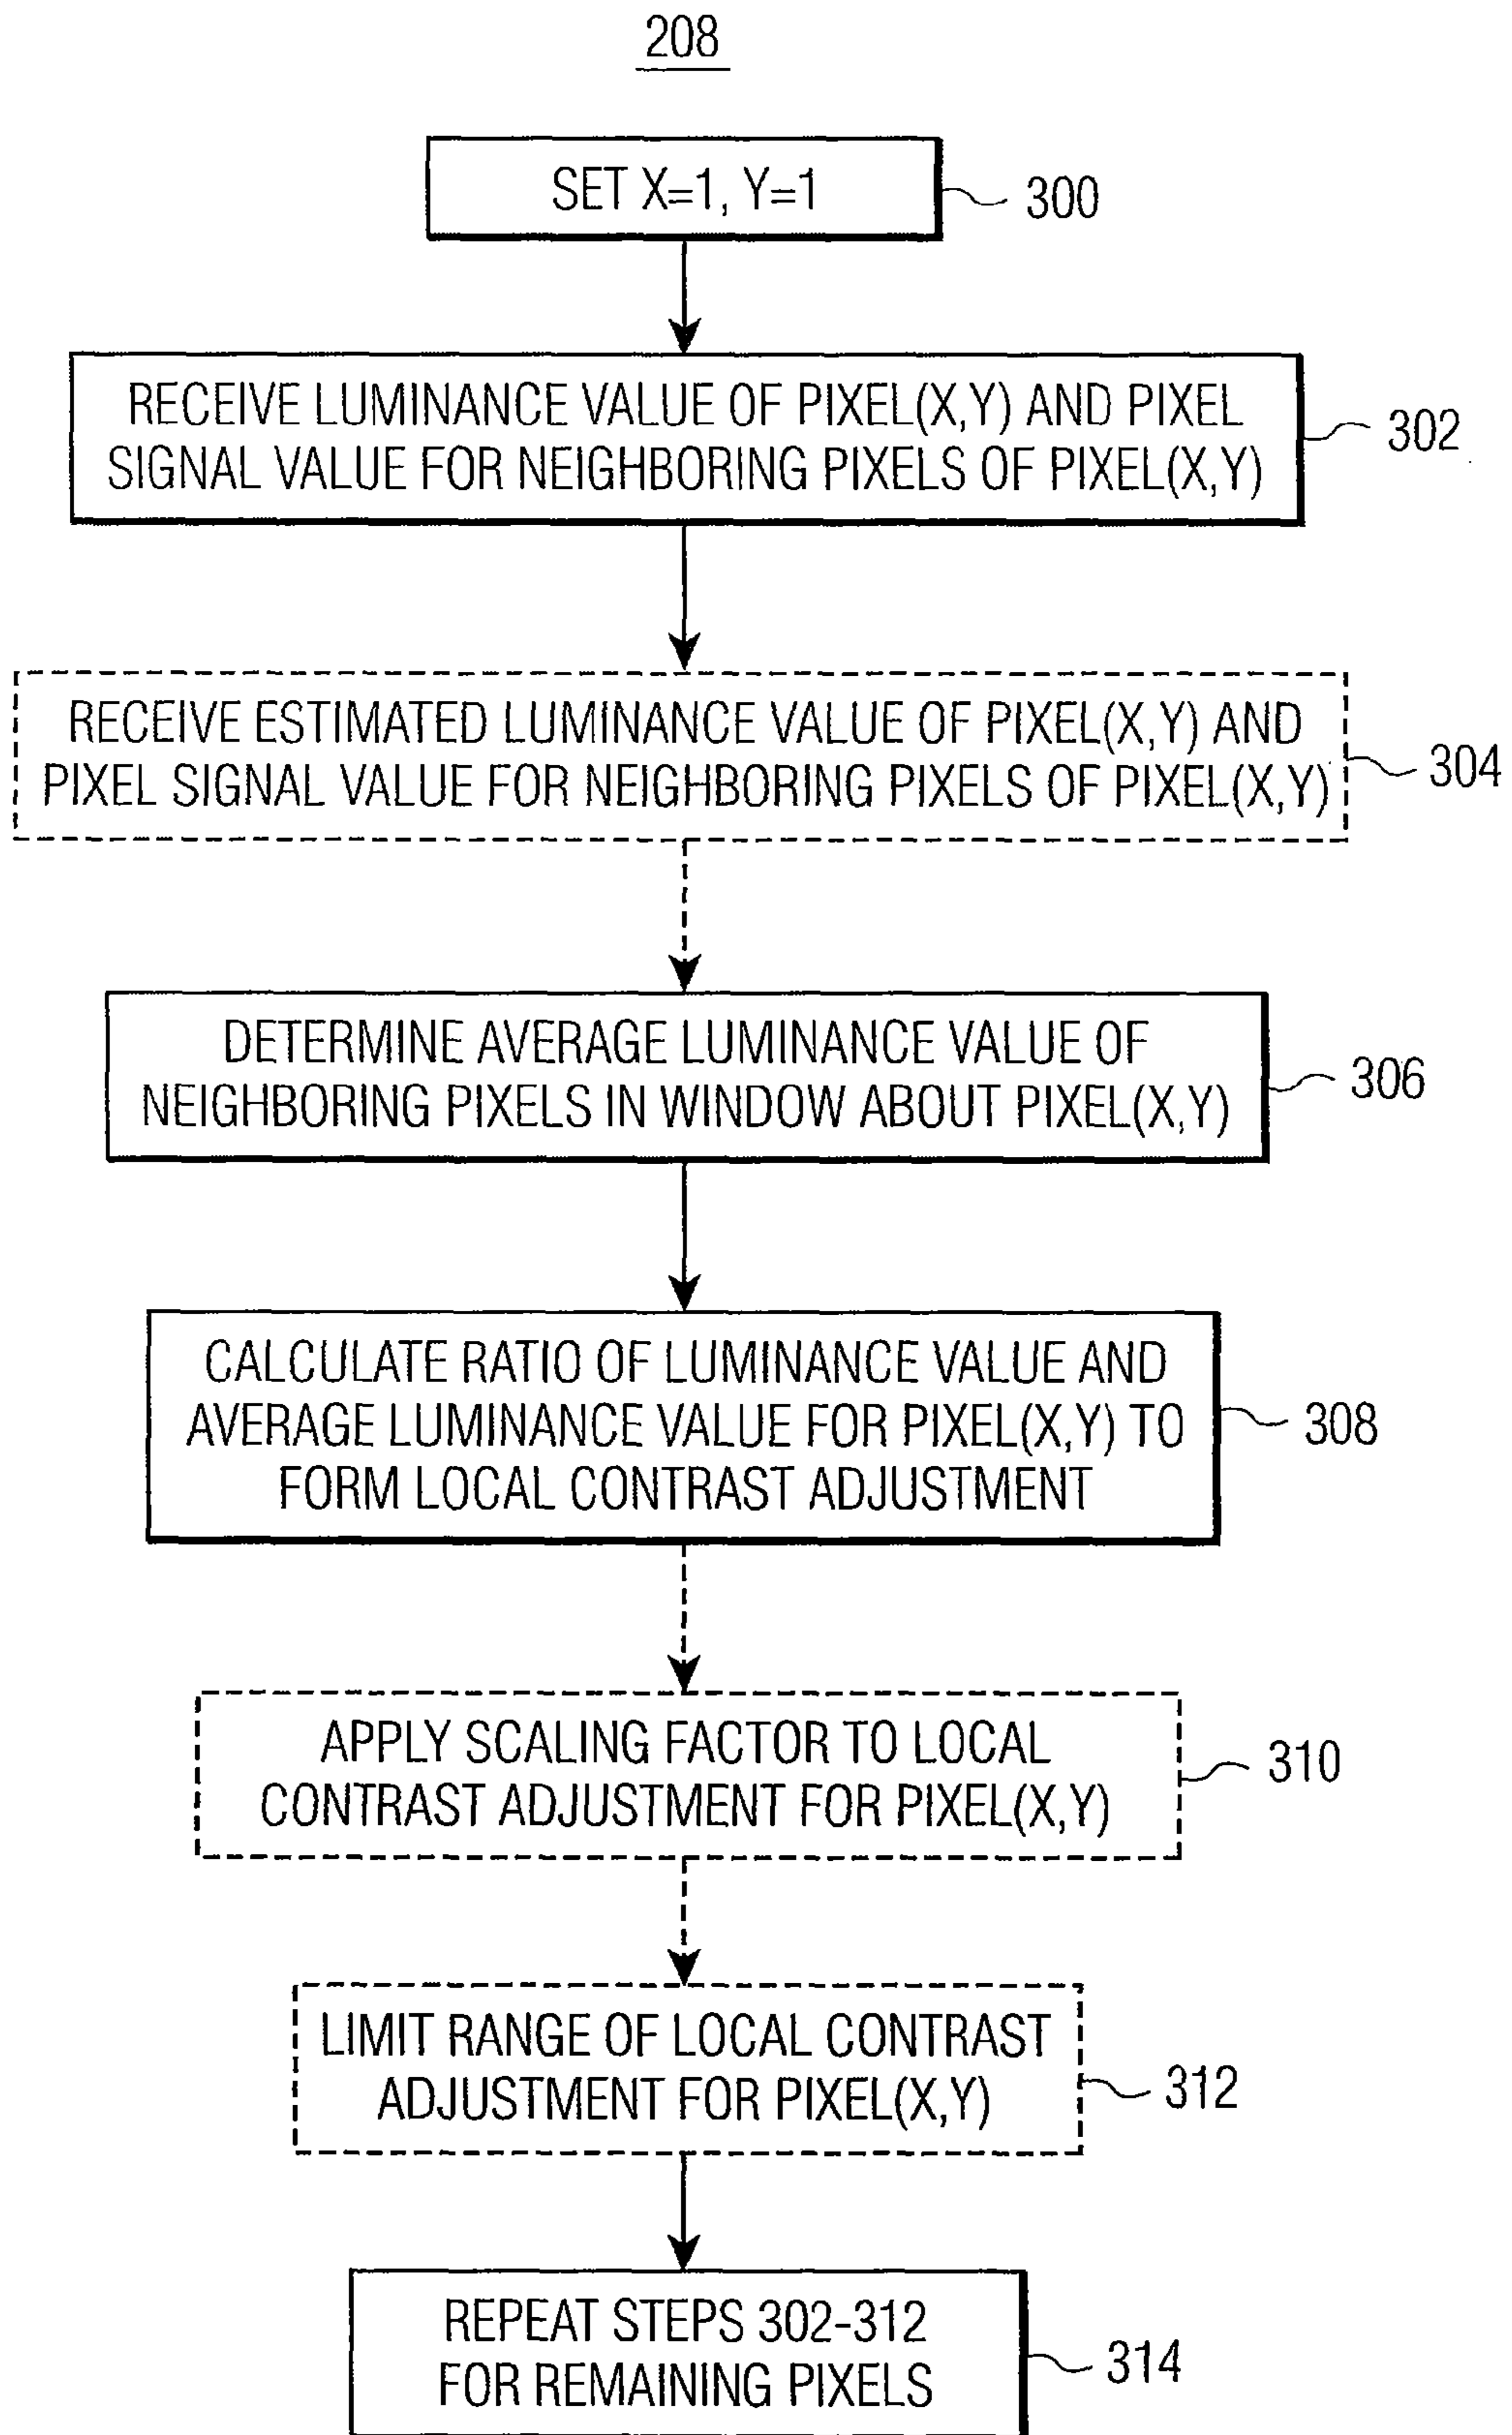 208
SET X=1, Y=1
300
RECEIVE LUMINANCE VALUE OF PIXEL(X,Y) AND PIXEL
SIGNAL VALUE FOR NEIGHBORING PIXELS OF PIXEL(X,Y)
302
RECEIVE ESTIMATED LUMINANCE VALUE OF PIXEL(X,Y) AND
PIXEL SIGNAL VALUE FOR NEIGHBORING PIXELS OF PIXEL(X,Y)
304
DETERMINE AVERAGE LUMINANCE VALUE OF
NEIGHBORING PIXELS IN WINDOW ABOUT PIXEL(X,Y)
306
CALCULATE RATIO OF LUMINANCE VALUE AND
AVERAGE LUMINANCE VALUE FOR PIXEL(X,Y) TO
FORM LOCAL CONTRAST ADJUSTMENT
308
APPLY SCALING FACTOR TO LOCAL
CONTRAST ADJUSTMENT FOR PIXEL(X,Y)
310
LIMIT RANGE OF LOCAL CONTRAST
ADJUSTMENT FOR PIXEL(X,Y)
312
REPEAT STEPS 302-312
FOR REMAINING PIXELS
314